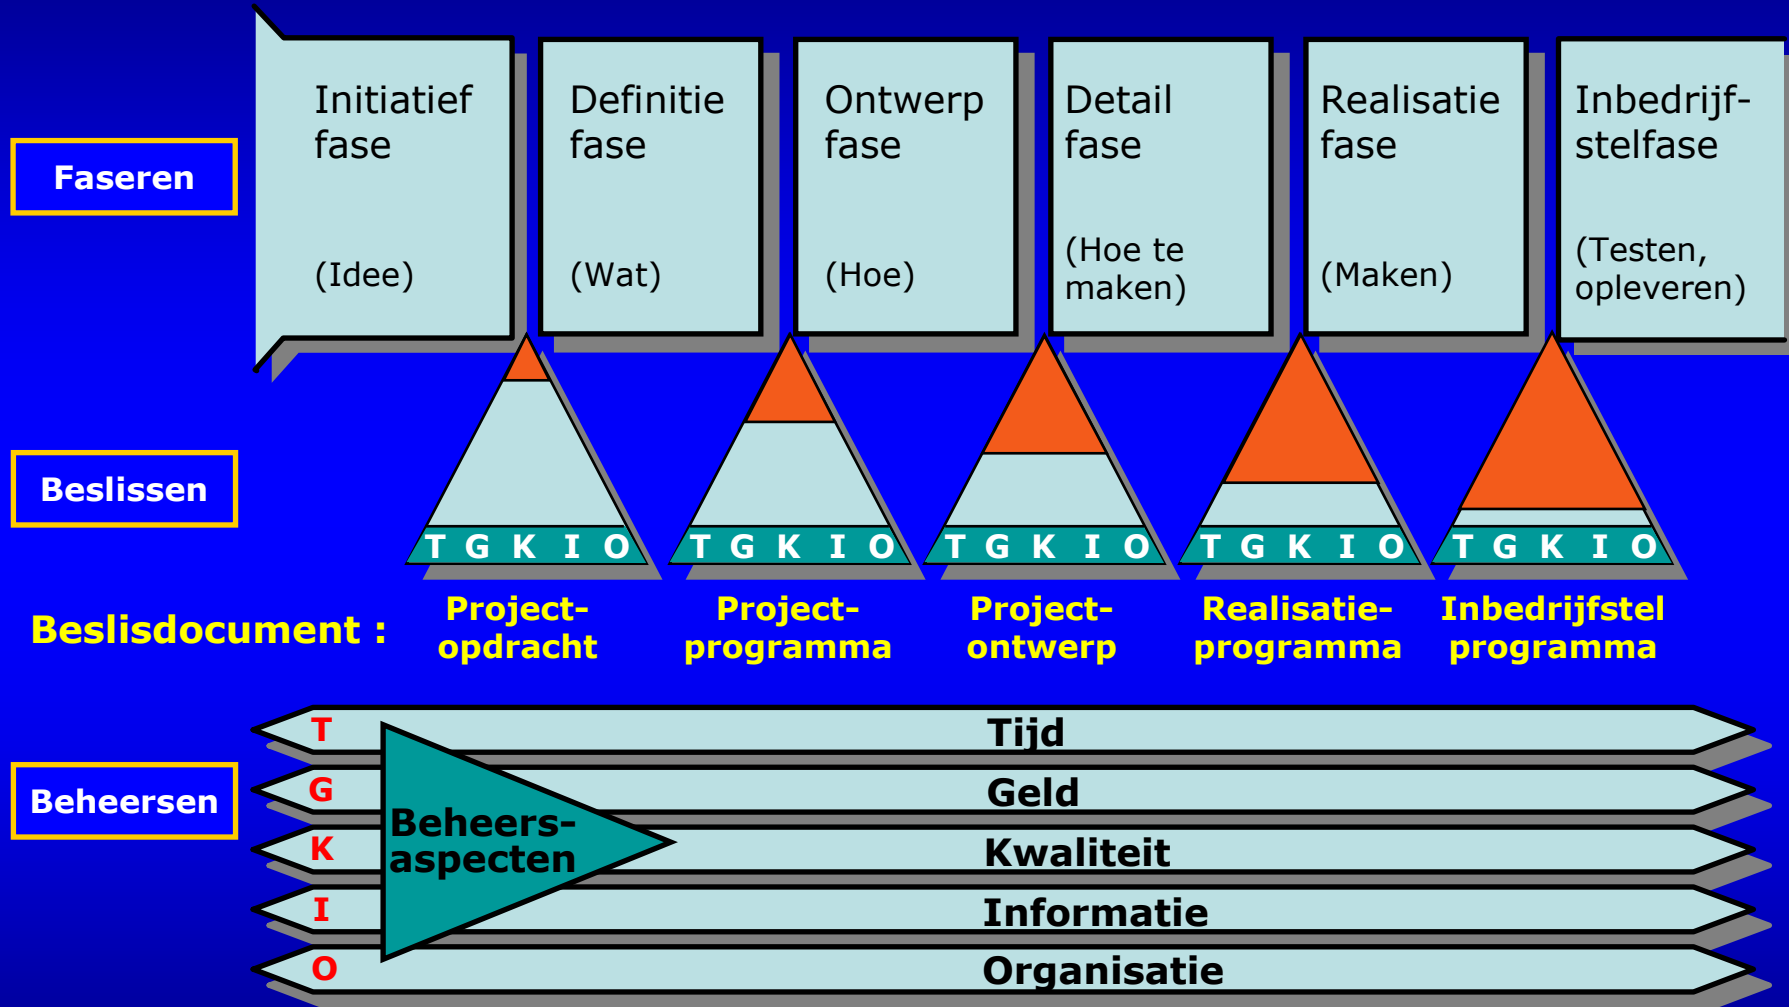 Faseren
Initiatief
fase
(Idee)
Definitie
fase
(Wat)
Ontwerp
fase
(Hoe)
Detail
fase
(Hoe te
maken)
Realisatie
fase
(Maken)
Inbedrijf-
stelfase
(Testen,
opleveren)
Beslissen
T G K I O
T G K I O
T G K I O
T G K I O
T G K I O
Beslisdocument :
Project-
opdracht
Project-
programma
Project-
ontwerp
Realisatie-
programma
Inbedrijfstel
programma
Beheersen
Beheers-
aspecten
T Tijd
G Geld
K Kwaliteit
I Informatie
O Organisatie